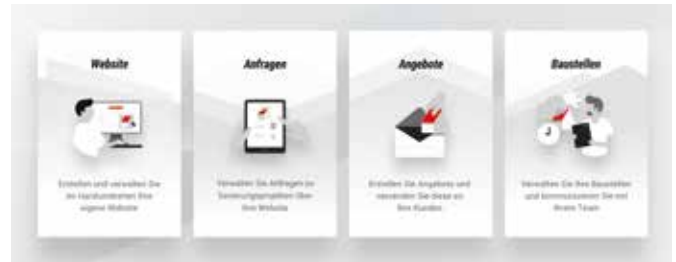 Website
Erstellen und verwalten Sie
im Handumdrehen Ihre
eigene Website
Anfragen
Verwalten Sie Anfragen zu
Sanierungsprojekten über
Ihre Website
Angebote
Erstellen Sie Angebote und
versenden Sie diese an
Ihre Kunden
Baustellen
Verwalten Sie Ihre Baustellen
und kommunizieren Sie mit
Ihrem Team